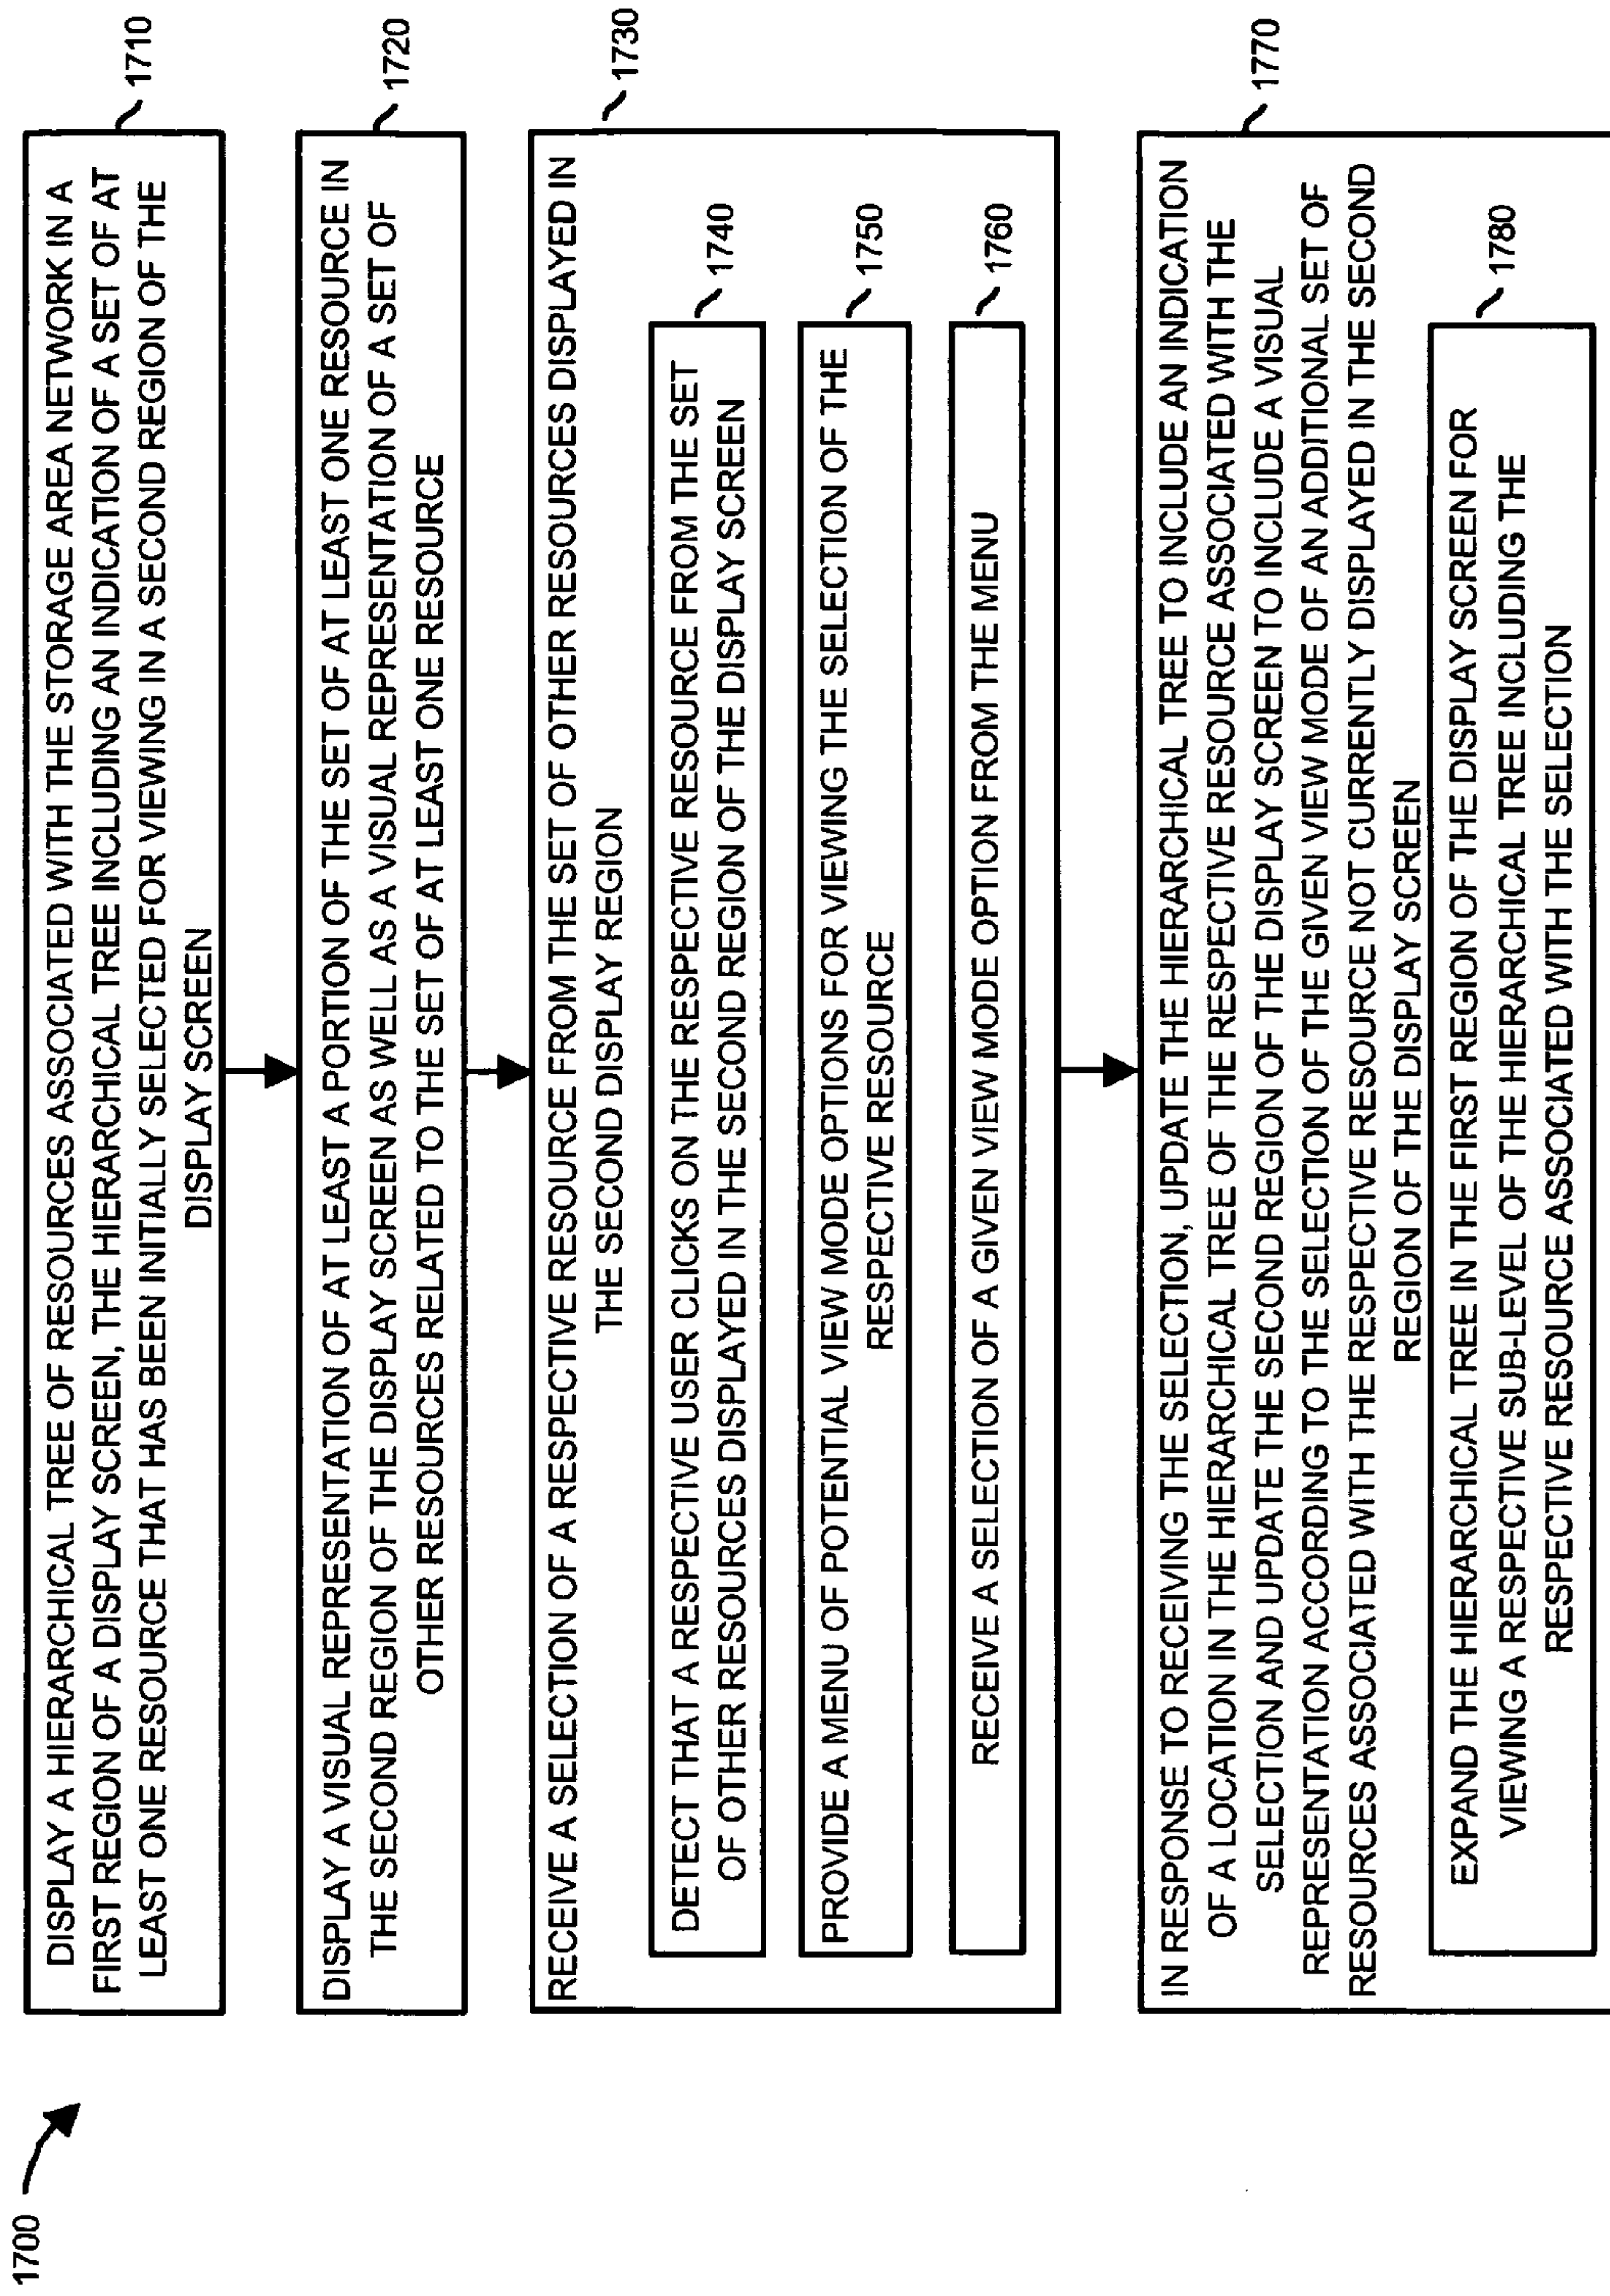 1700
DISPLAY A HIERARCHICAL TREE OF RESOURCES ASSOCIATED WITH THE STORAGE AREA NETWORK IN A
FIRST REGION OF A DISPLAY SCREEN, THE HIERARCHICAL TREE INCLUDING AN INDICATION OF A SET OF AT
LEAST ONE RESOURCE THAT HAS BEEN INITIALLY SELECTED FOR VIEWING IN A SECOND REGION OF THE
DISPLAY SCREEN
1710
DISPLAY A VISUAL REPRESENTATION OF AT LEAST A PORTION OF THE SET OF AT LEAST ONE RESOURCE IN
THE SECOND REGION OF THE DISPLAY SCREEN AS WELL AS A VISUAL REPRESENTATION OF A SET OF
OTHER RESOURCES RELATED TO THE SET OF AT LEAST ONE RESOURCE
1720
RECEIVE A SELECTION OF A RESPECTIVE RESOURCE FROM THE SET OF OTHER RESOURCES DISPLAYED IN
THE SECOND DISPLAY REGION
1730
DETECT THAT A RESPECTIVE USER CLICKS ON THE RESPECTIVE RESOURCE FROM THE SET
OF OTHER RESOURCES DISPLAYED IN THE SECOND REGION OF THE DISPLAY SCREEN
1740
PROVIDE A MENU OF POTENTIAL VIEW MODE OPTIONS FOR VIEWING THE SELECTION OF THE
RESPECTIVE RESOURCE
1750
RECEIVE A SELECTION OF A GIVEN VIEW MODE OPTION FROM THE MENU
1760
IN RESPONSE TO RECEIVING THE SELECTION, UPDATE THE HIERARCHICAL TREE TO INCLUDE AN INDICATION
OF A LOCATION IN THE HIERARCHICAL TREE OF THE RESPECTIVE RESOURCE ASSOCIATED WITH THE
SELECTION AND UPDATE THE SECOND REGION OF THE DISPLAY SCREEN TO INCLUDE A VISUAL
REPRESENTATION ACCORDING TO THE SELECTION OF THE GIVEN VIEW MODE OF AN ADDITIONAL SET OF
RESOURCES ASSOCIATED WITH THE RESPECTIVE RESOURCE NOT CURRENTLY DISPLAYED IN THE SECOND
REGION OF THE DISPLAY SCREEN
1770
EXPAND THE HIERARCHICAL TREE IN THE FIRST REGION OF THE DISPLAY SCREEN FOR
VIEWING A RESPECTIVE SUB-LEVEL OF THE HIERARCHICAL TREE INCLUDING THE
RESPECTIVE RESOURCE ASSOCIATED WITH THE SELECTION
1780